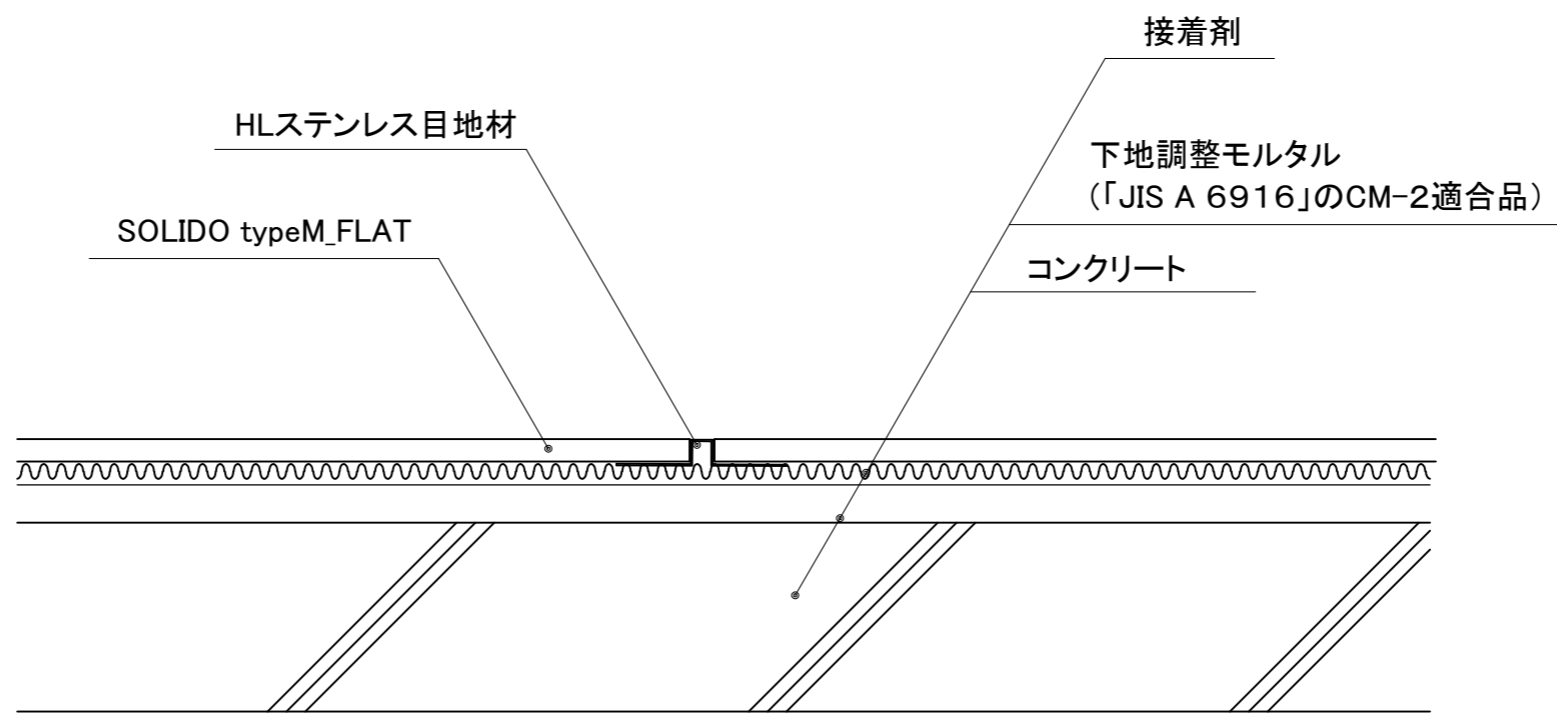 接着剤
HLステンレス目地材
下地調整モルタル
(｢JIS A 6916｣のCM-2適合品)
SOLIDO typeM_FLAT
コンクリート